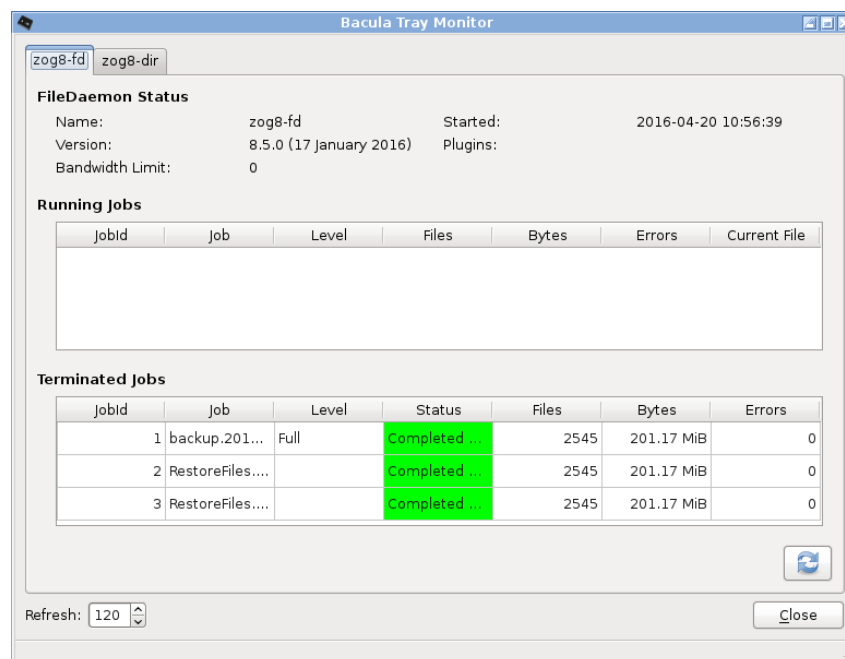 Bacula Tray Monitor
zog8-fd zog8-dir
FileDaemon Status
Name: zog8-fd Started: 2016-04-20 10:56:39
Version: 8.5.0 (17 January 2016) Plugins:
Bandwidth Limit: 0
Running Jobs
JobId Job Level Files Bytes Errors Current File
Terminated Jobs
JobId Job Level Status Files Bytes Errors
1 backup.201... Full Completed ... 2545 201.17 MiB 0
2 RestoreFiles.... Completed ... 2545 201.17 MiB 0
3 RestoreFiles.... Completed ... 2545 201.17 MiB 0
Refresh: 120 Close